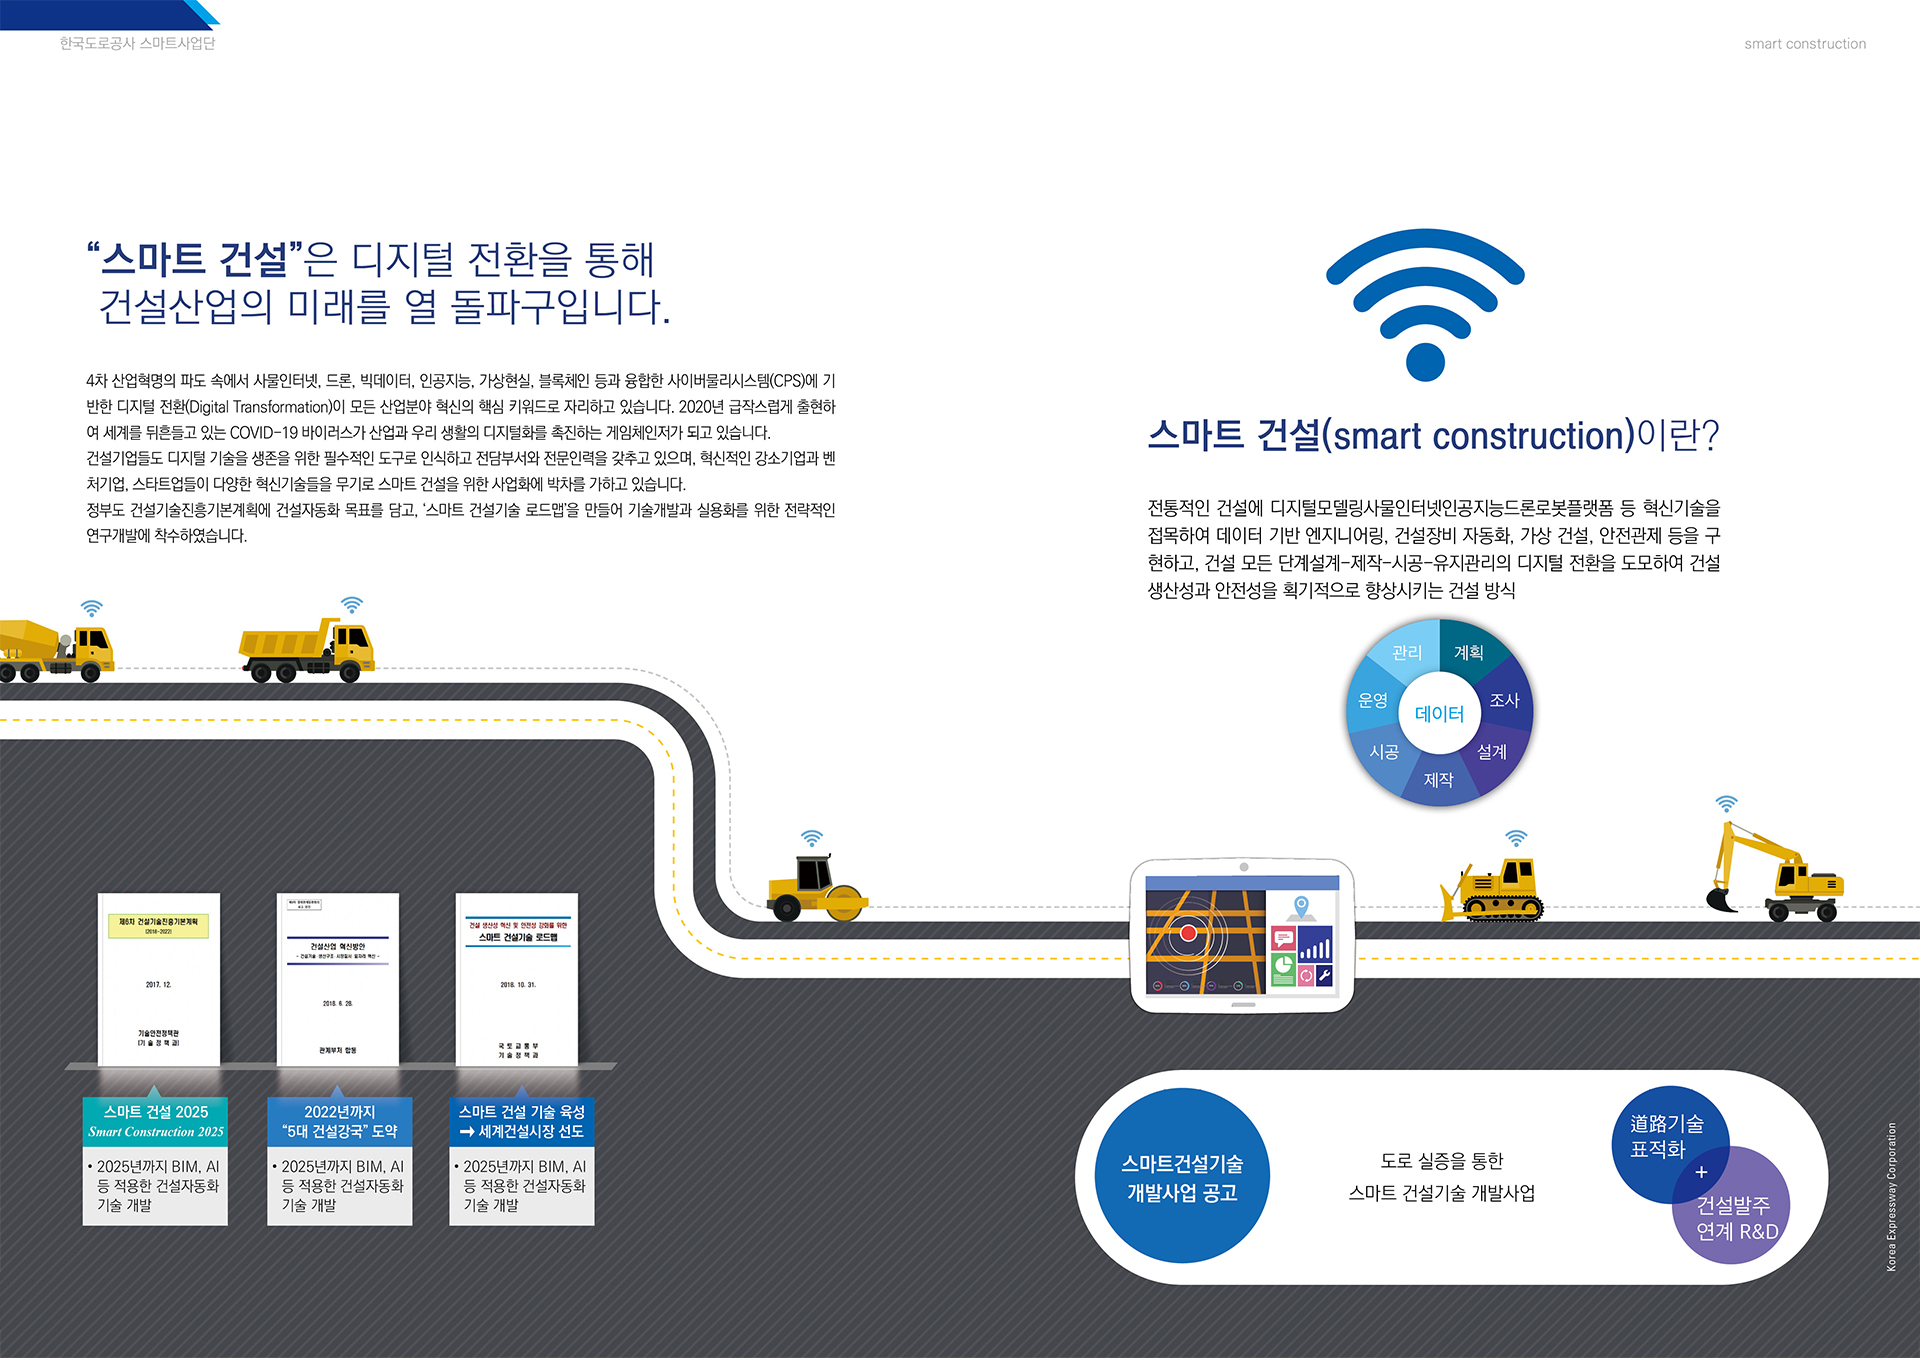 한국도로공사 스마트사업단
smart construction
“스마트 건설”은 디지털 전환을 통해
건설산업의 미래를 열 돌파구입니다.
4차 산업혁명의 파도 속에서 사물인터넷, 드론, 빅데이터, 인공지능, 가상현실, 블록체인 등과 융합한 사이버물리시스템(CPS)에 기
반한 디지털 전환(Digital Transformation)이 모든 산업분야 혁신의 핵심 키워드로 자리하고 있습니다. 2020년 급작스럽게 출현하
여 세계를 뒤흔들고 있는 COVID-19 바이러스가 산업과 우리 생활의 디지털화를 촉진하는 게임체인저가 되고 있습니다.
건설기업들도 디지털 기술을 생존을 위한 필수적인 도구로 인식하고 전담부서와 전문인력을 갖추고 있으며, 혁신적인 강소기업과 벤
처기업, 스타트업들이 다양한 혁신기술들을 무기로 스마트 건설을 위한 사업화에 박차를 가하고 있습니다.
정부도 건설기술진흥기본계획에 건설자동화 목표를 담고, ‘스마트 건설기술 로드맵’을 만들어 기술개발과 실용화를 위한 전략적인
연구개발에 착수하였습니다.
스마트 건설(smart construction)이란?
전통적인 건설에 디지털모델링사물인터넷인공지능드론로봇플랫폼 등 혁신기술을
접목하여 데이터 기반 엔지니어링, 건설장비 자동화, 가상 건설, 안전관제 등을 구
현하고, 건설 모든 단계설계-제작-시공-유지관리의 디지털 전환을 도모하여 건설
생산성과 안전성을 획기적으로 향상시키는 건설 방식
관리
계획
운영
데이터
조사
시공
설계
제작
제6차 건설기술진흥기본계획
(2018-2022)
2017. 12.
기술안전정책관
(기 술 정 책 과)
건설산업 혁신방안
- 건설기술·생산구조·시장질서·일자리 혁신 -
2018. 6. 28.
관계부처 합동
건설 생산성 혁신 및 안전성 강화를 위한
스마트 건설기술 로드맵
2018. 10. 31.
국 토 교 통 부
기 술 정 책 과
스마트 건설 2025
Smart Construction 2025
• 2025년까지 BIM, AI
등 적용한 건설자동화
기술 개발
2022년까지
“5대 건설강국” 도약
• 2025년까지 BIM, AI
등 적용한 건설자동화
기술 개발
스마트 건설 기술 육성
➞ 세계건설시장 선도
• 2025년까지 BIM, AI
등 적용한 건설자동화
기술 개발
스마트건설기술
개발사업 공고
도로 실증을 통한
스마트 건설기술 개발사업
道路기술
표적화
+
건설발주
연계 R&D
Korea Expressway Corporation